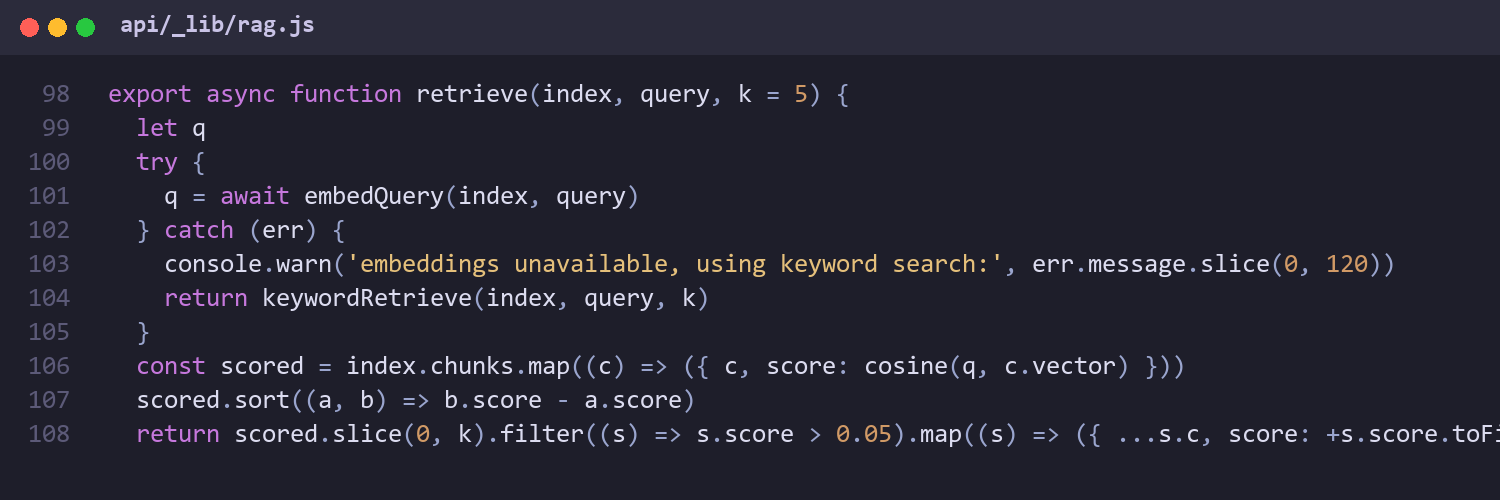 api/_lib/rag.js
98 export async function retrieve(index, query, k = 5) {
99 let q
100 try {
101 q = await embedQuery(index, query)
102 } catch (err) {
103 console.warn('embeddings unavailable, using keyword search:', err.message.slice(0, 120))
104 return keywordRetrieve(index, query, k)
105 }
106 const scored = index.chunks.map((c) => ({ c, score: cosine(q, c.vector) }))
107 scored.sort((a, b) => b.score - a.score)
108 return scored.slice(0, k).filter((s) => s.score > 0.05).map((s) => ({ ...s.c, score: +s.score.toFi